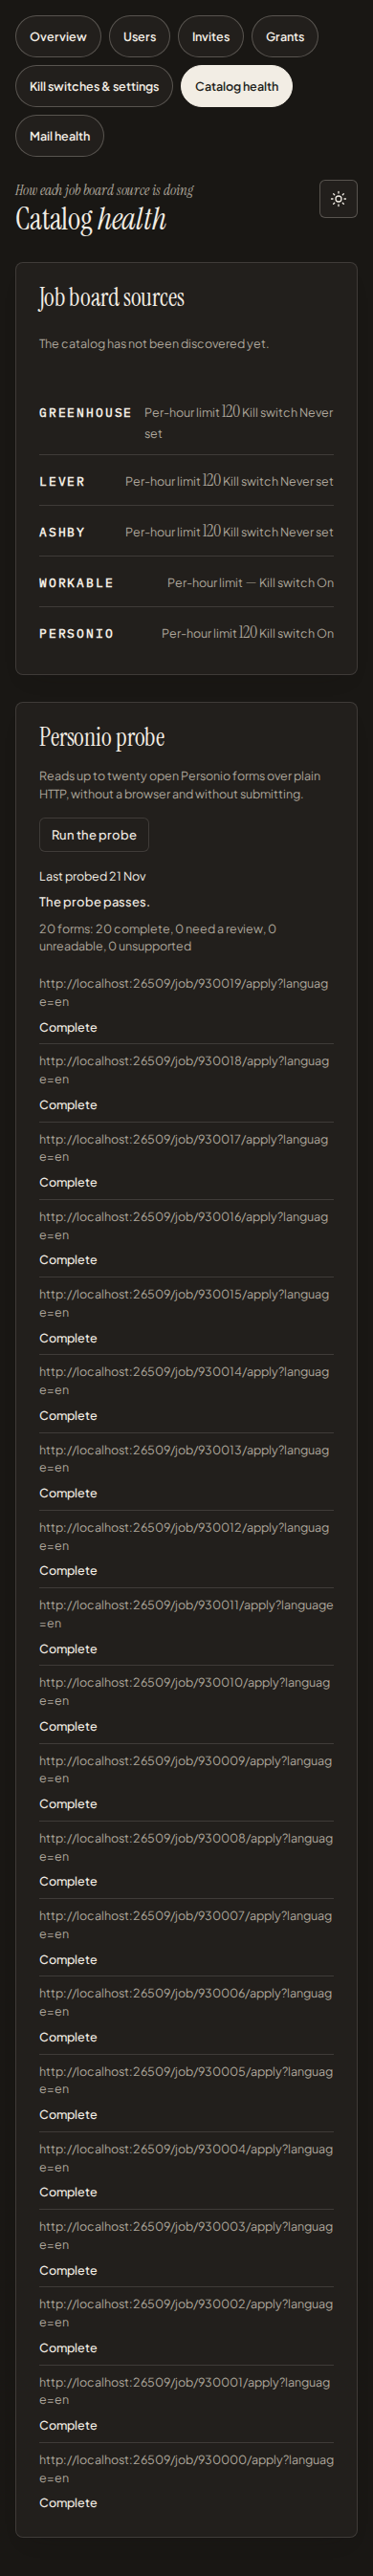 Overview Users Invites Grants
Kill switches & settings Catalog health
Mail health
How each job board source is doing
Catalog health
Job board sources
The catalog has not been discovered yet.
GREENHOUSE Per-hour limit 120 Kill switch Never
set
LEVER Per-hour limit 120 Kill switch Never set
ASHBY Per-hour limit 120 Kill switch Never set
WORKABLE Per-hour limit — Kill switch On
PERSONIO Per-hour limit 120 Kill switch On
Personio probe
Reads up to twenty open Personio forms over plain
HTTP, without a browser and without submitting.
Run the probe
Last probed 21 Nov
The probe passes.
20 forms: 20 complete, 0 need a review, 0
unreadable, 0 unsupported
http://localhost:26509/job/930019/apply?languag
e=en
Complete
http://localhost:26509/job/930018/apply?languag
e=en
Complete
http://localhost:26509/job/930017/apply?languag
e=en
Complete
http://localhost:26509/job/930016/apply?languag
e=en
Complete
http://localhost:26509/job/930015/apply?languag
e=en
Complete
http://localhost:26509/job/930014/apply?languag
e=en
Complete
http://localhost:26509/job/930013/apply?languag
e=en
Complete
http://localhost:26509/job/930012/apply?languag
e=en
Complete
http://localhost:26509/job/930011/apply?language
=en
Complete
http://localhost:26509/job/930010/apply?languag
e=en
Complete
http://localhost:26509/job/930009/apply?languag
e=en
Complete
http://localhost:26509/job/930008/apply?languag
e=en
Complete
http://localhost:26509/job/930007/apply?languag
e=en
Complete
http://localhost:26509/job/930006/apply?languag
e=en
Complete
http://localhost:26509/job/930005/apply?languag
e=en
Complete
http://localhost:26509/job/930004/apply?languag
e=en
Complete
http://localhost:26509/job/930003/apply?languag
e=en
Complete
http://localhost:26509/job/930002/apply?languag
e=en
Complete
http://localhost:26509/job/930001/apply?languag
e=en
Complete
http://localhost:26509/job/930000/apply?languag
e=en
Complete